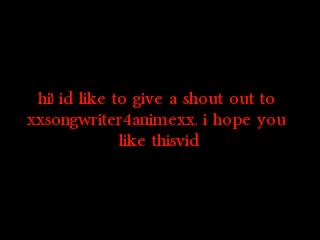 hi! id like to give a shout out to
xxsongwriter4animexx. i hope you
like thisvid